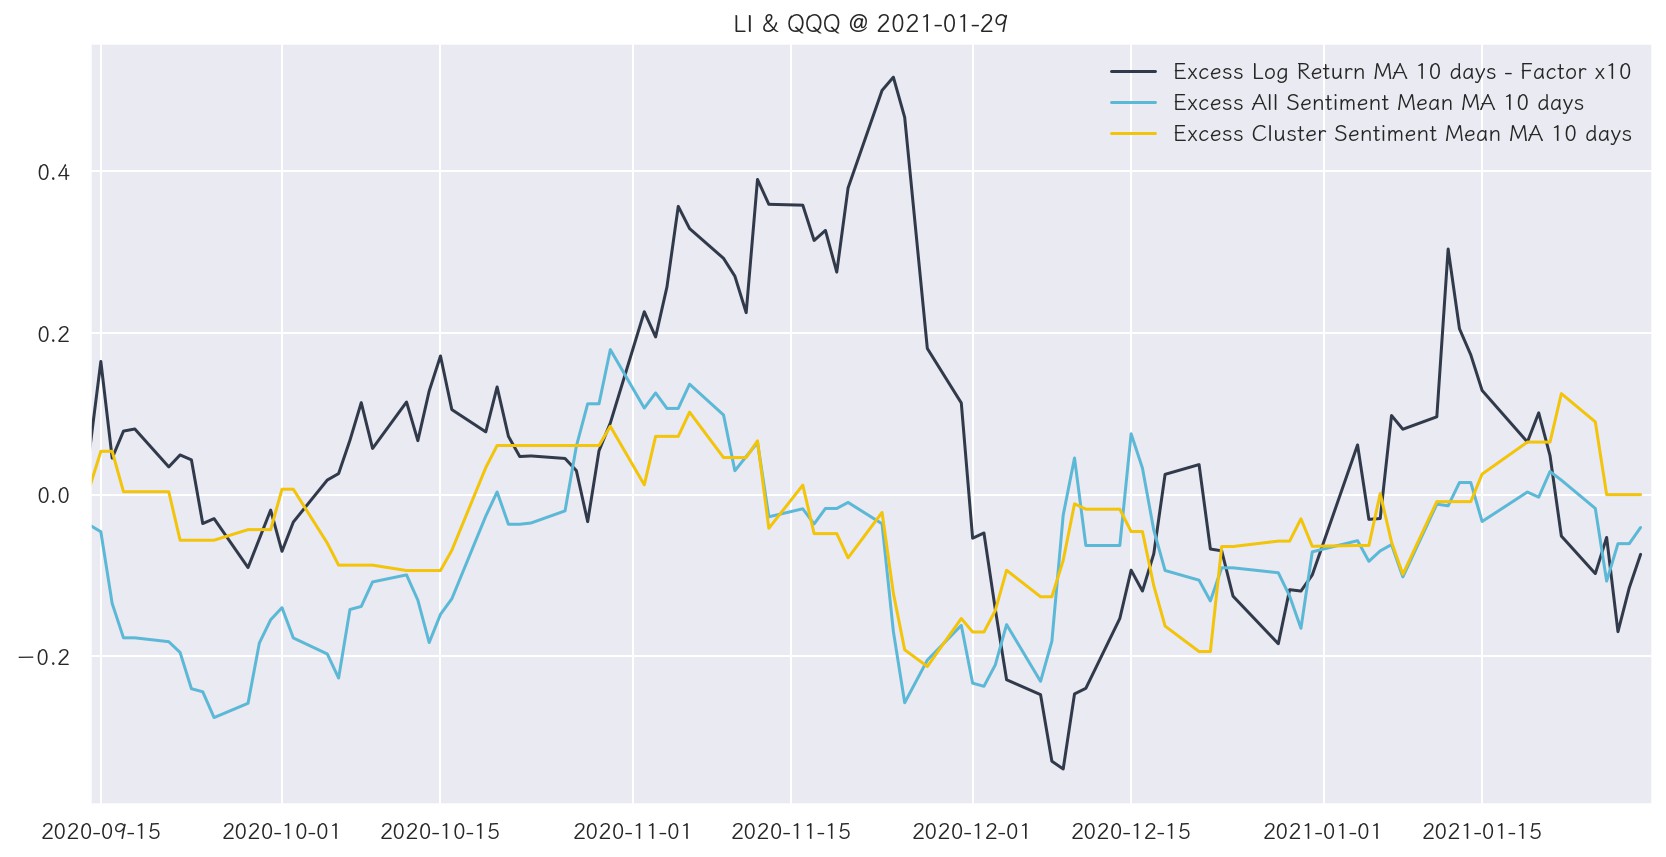 LI & QQQ @ 2021-01-29
Excess Log Return MA 10 days - Factor x10
Excess All Sentiment Mean MA 10 days
Excess Cluster Sentiment Mean MA 10 days
0.4
0.2
0.0
−0.2
2020-09-15 2020-10-01 2020-10-15 2020-11-01 2020-11-15 2020-12-01 2020-12-15 2021-01-01 2021-01-15